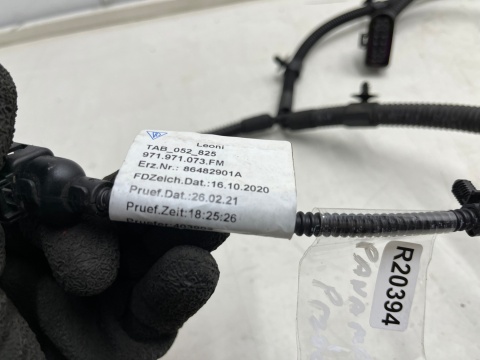 Leoni
TAB_052_825
971.971.073.FM
Erz.Nr.: 86482901A
FDZeich.Dat.:16.10.2020
Pruef.Dat.:26.02.21
Pruef.Zeit:18:25:26
R20394